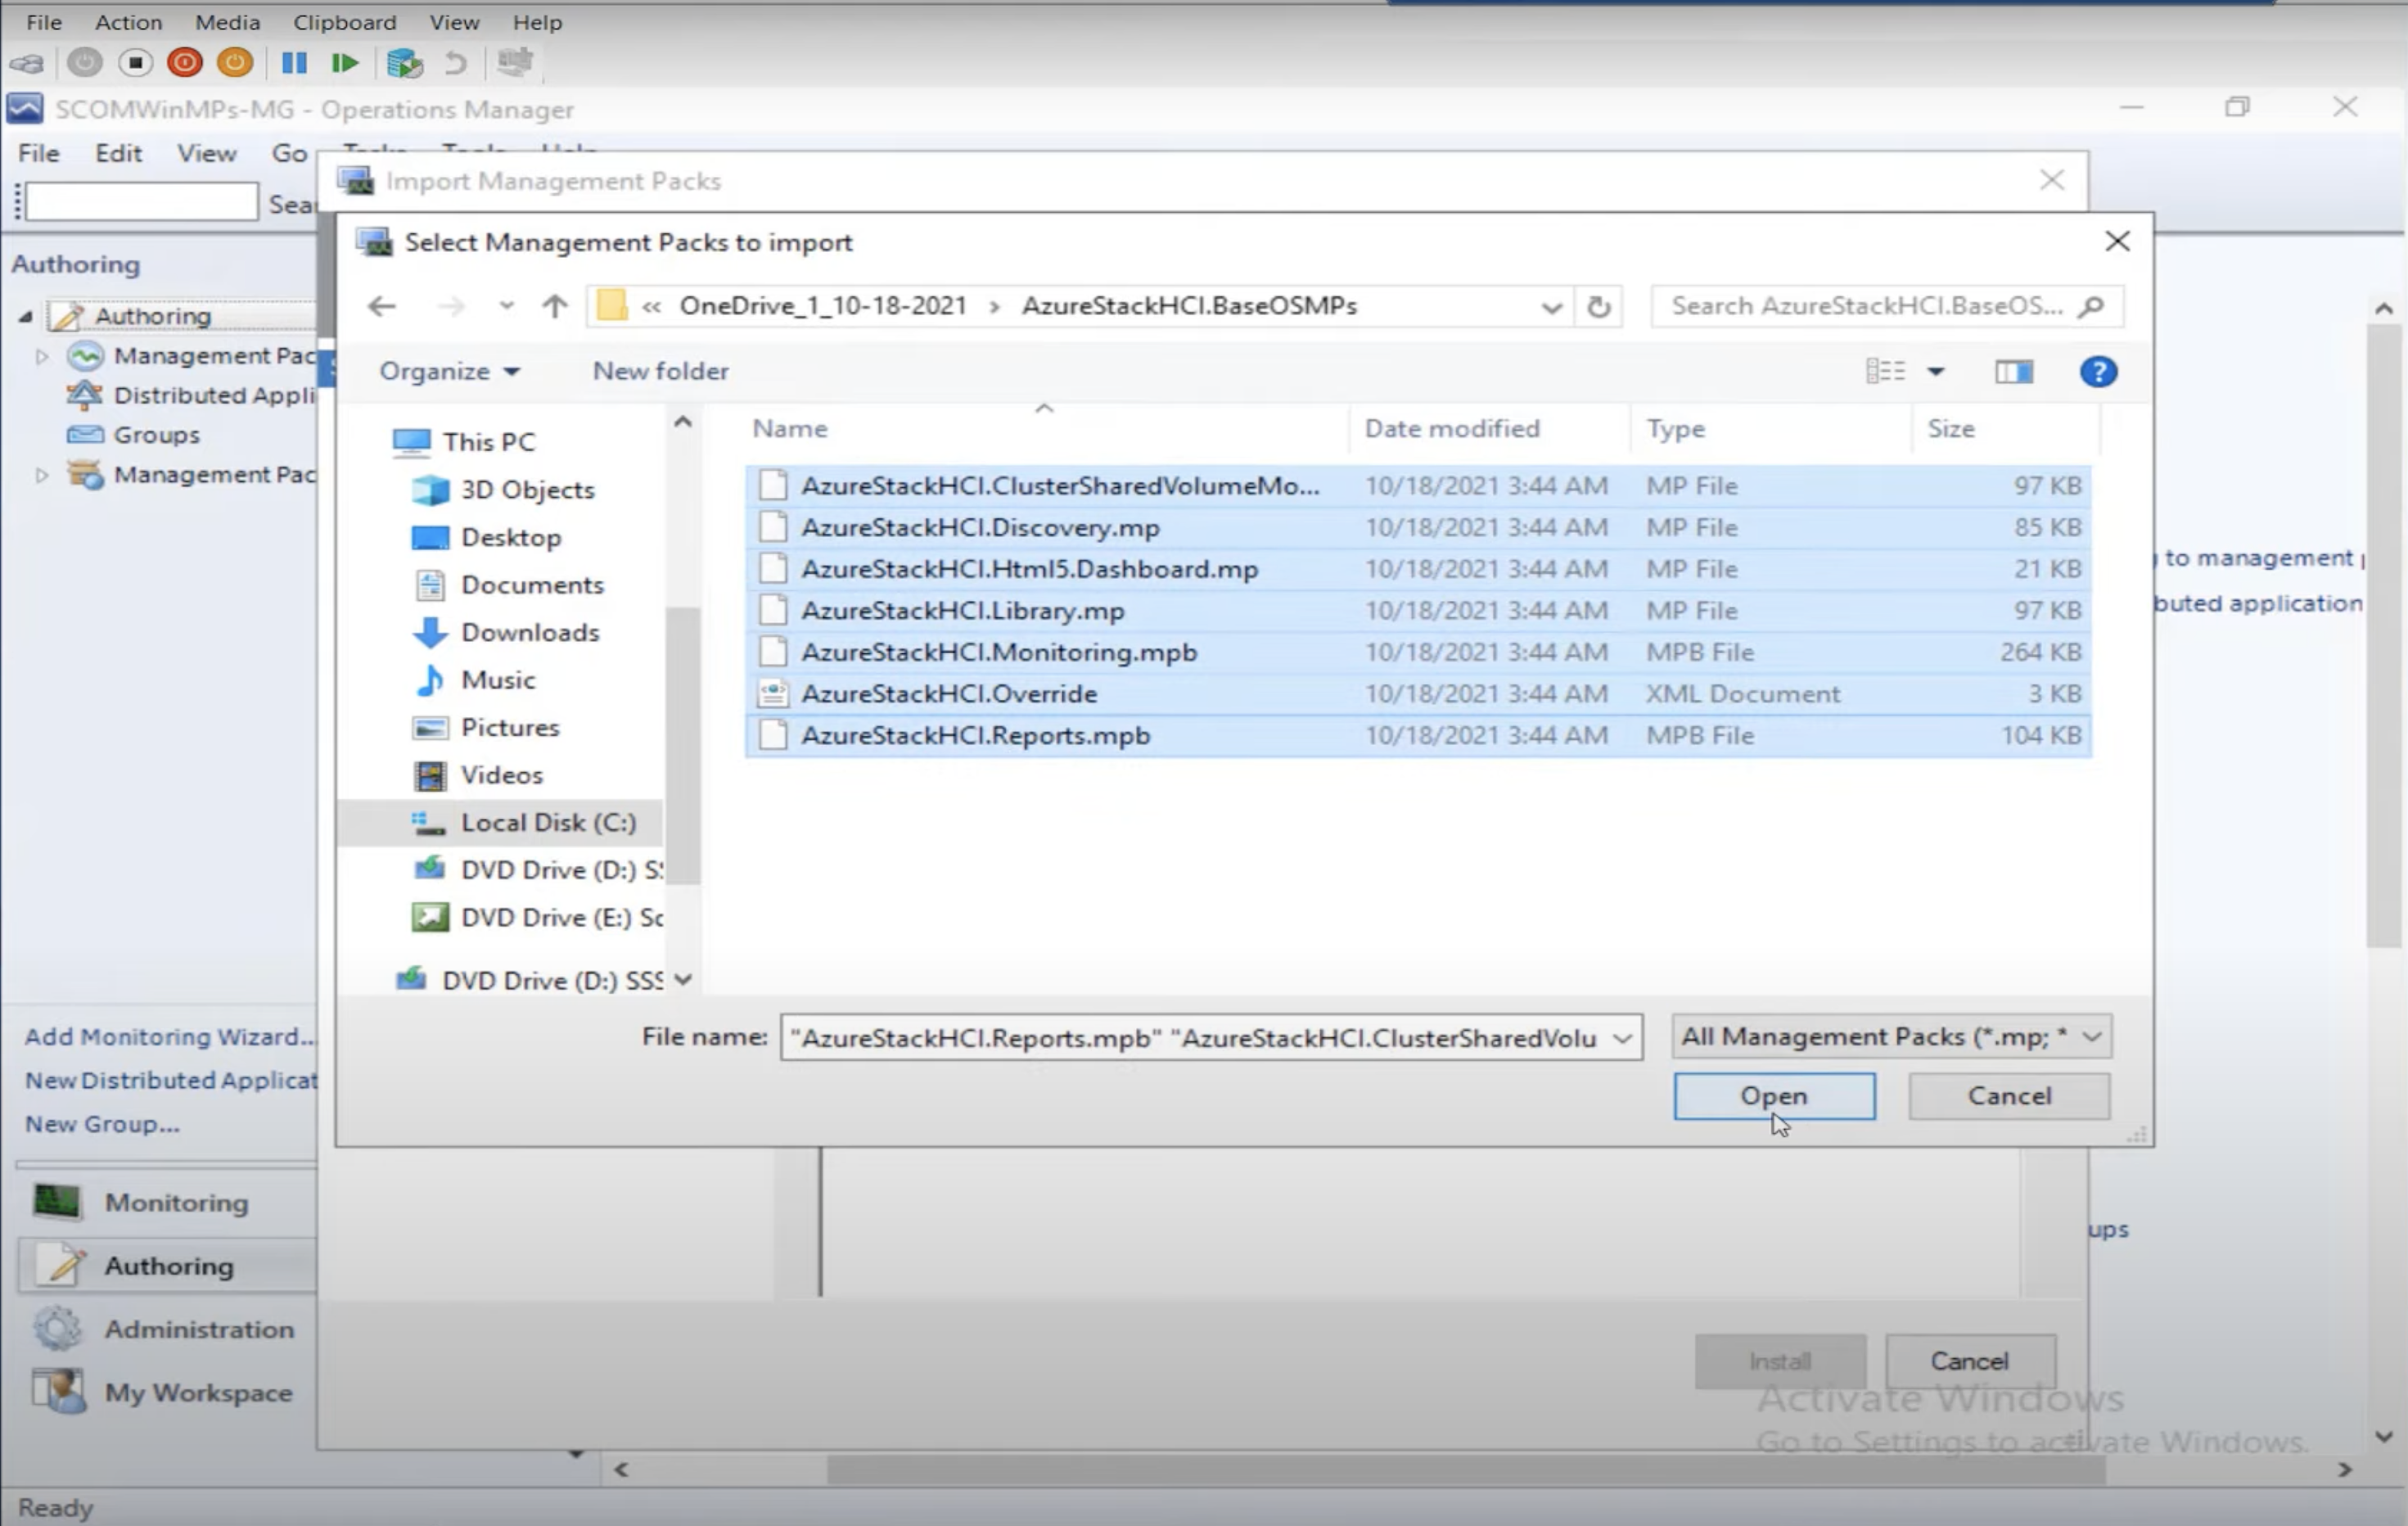 File Action Media Clipboard View Help
SCOMWinMPs-MG - Operations Manager
File Edit View Go Tasks Tools Help
Import Management Packs
Select Management Packs to import
« OneDrive_1_10-18-2021 › AzureStackHCI.BaseOSMPs
Search AzureStackHCI.BaseOS...
Organize New folder
Authoring
Authoring
Management Pac
Distributed Appli
Groups
Management Pac
This PC
3D Objects
Desktop
Documents
Downloads
Music
Pictures
Videos
Local Disk (C:)
DVD Drive (D:) S
DVD Drive (E:) Sc
DVD Drive (D:) SSS
Name Date modified Type Size
AzureStackHCI.ClusterSharedVolumeMo... 10/18/2021 3:44 AM MP File 97 KB
AzureStackHCI.Discovery.mp 10/18/2021 3:44 AM MP File 85 KB
AzureStackHCI.Html5.Dashboard.mp 10/18/2021 3:44 AM MP File 21 KB
AzureStackHCI.Library.mp 10/18/2021 3:44 AM MP File 97 KB
AzureStackHCI.Monitoring.mpb 10/18/2021 3:44 AM MPB File 264 KB
AzureStackHCI.Override 10/18/2021 3:44 AM XML Document 3 KB
AzureStackHCI.Reports.mpb 10/18/2021 3:44 AM MPB File 104 KB
to management
buted application
File name: "AzureStackHCI.Reports.mpb" "AzureStackHCI.ClusterSharedVolu
All Management Packs (*.mp; *
Open Cancel
Add Monitoring Wizard...
New Distributed Applicat
New Group...
Monitoring
Authoring
Administration
My Workspace
ups
Install Cancel
Activate Windows
Go to Settings to activate Windows.
Ready